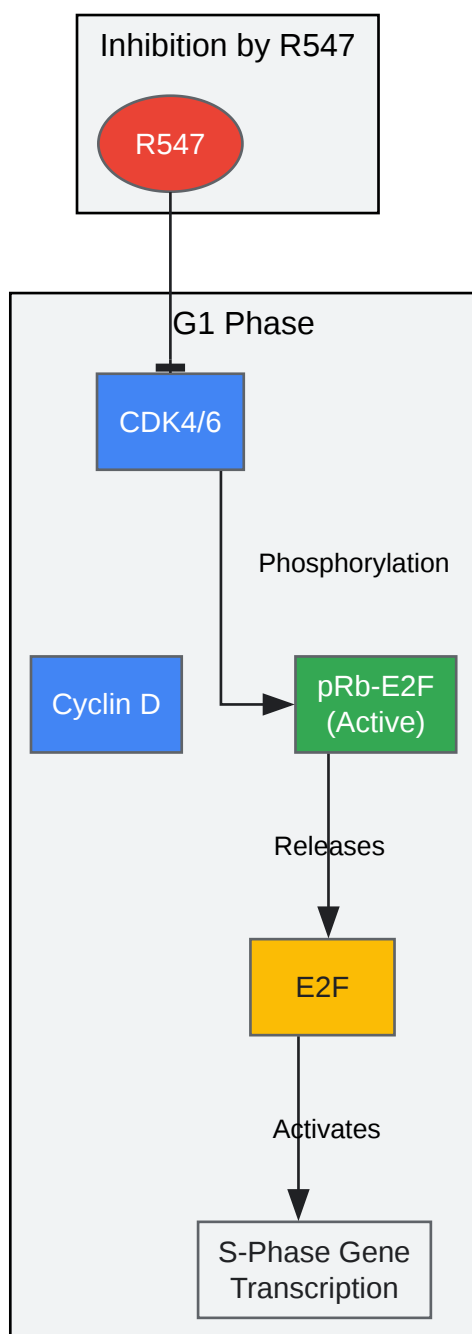 Inhibition by R547
R547
G1 Phase
CDK4/6
Phosphorylation
Cyclin D
pRb-E2F
(Active)
Releases
E2F
Activates
S-Phase Gene
Transcription